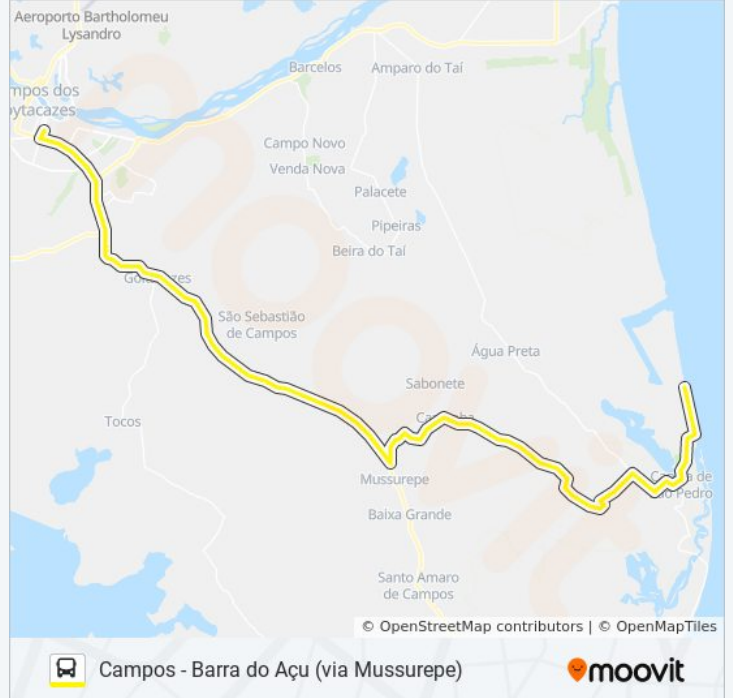 Aeroporto Bartholomeu
Lysandro
Barcelos
Amparo do Taí
mpos dos
ytacazes
Campo Novo
Venda Nova
Palacete
Pipeiras
Beira do Taí
São Sebastião
de Campos
Água Preta
Sabonete
Tocos
Mussurepe
de
Pedro
Baixa Grande
Santo Amaro
de Campos
© OpenStreetMap contributors | © OpenMapTiles
Campos - Barra do Açu (via Mussurepe)
moovit